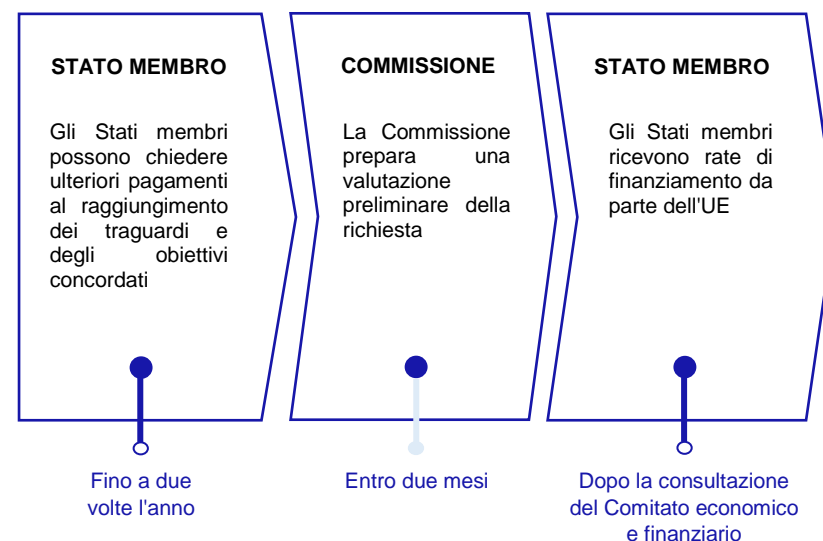 STATO MEMBRO
Gli Stati membri
possono chiedere
ulteriori pagamenti
al raggiungimento
dei traguardi e
degli obiettivi
concordati
Fino a due
volte l'anno
COMMISSIONE
La Commissione
prepara una
valutazione
preliminare della
richiesta
Entro due mesi
STATO MEMBRO
Gli Stati membri
ricevono rate di
finanziamento da
parte dell'UE
Dopo la consultazione
del Comitato economico
e finanziario